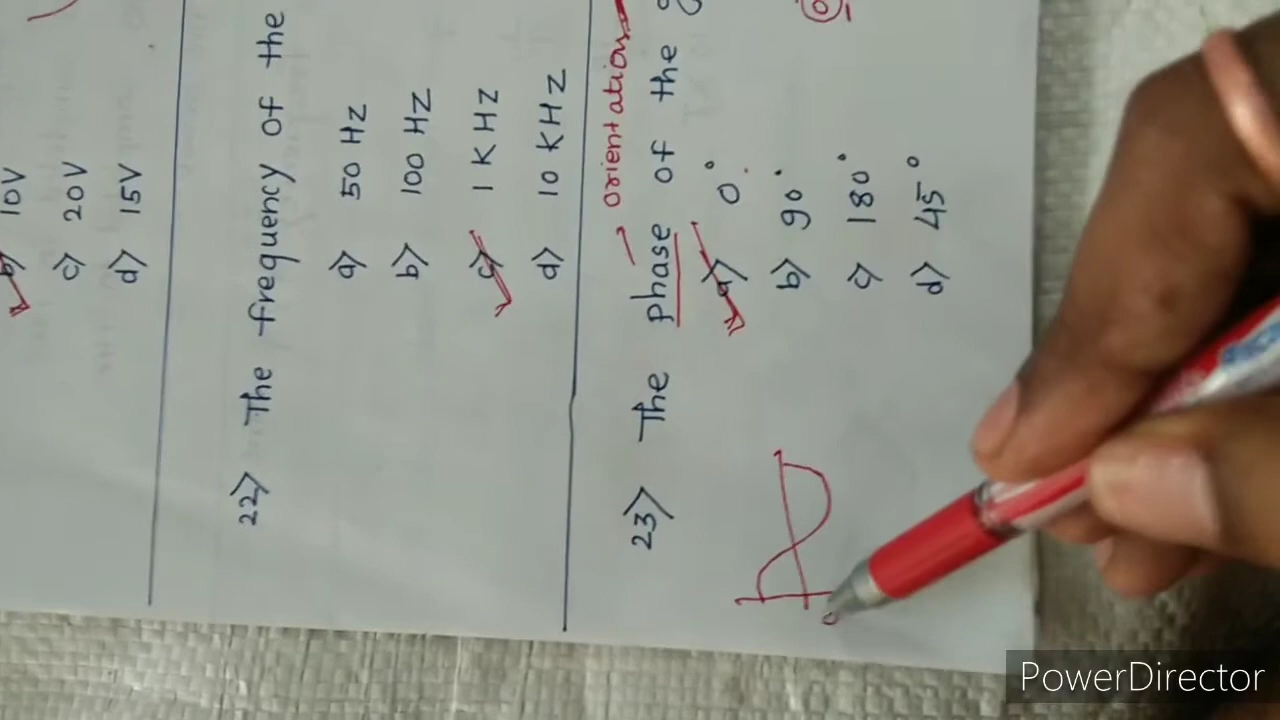 b) 10V
c) 20V
d) 15V
22) The frequency of the
a) 50 Hz
b) 100 Hz
c) 1 KHZ
d) 10 KHZ
orientation
23) The phase of the
a) 0°
b) 90°
c) 180°
d) 45°
0
PowerDirector